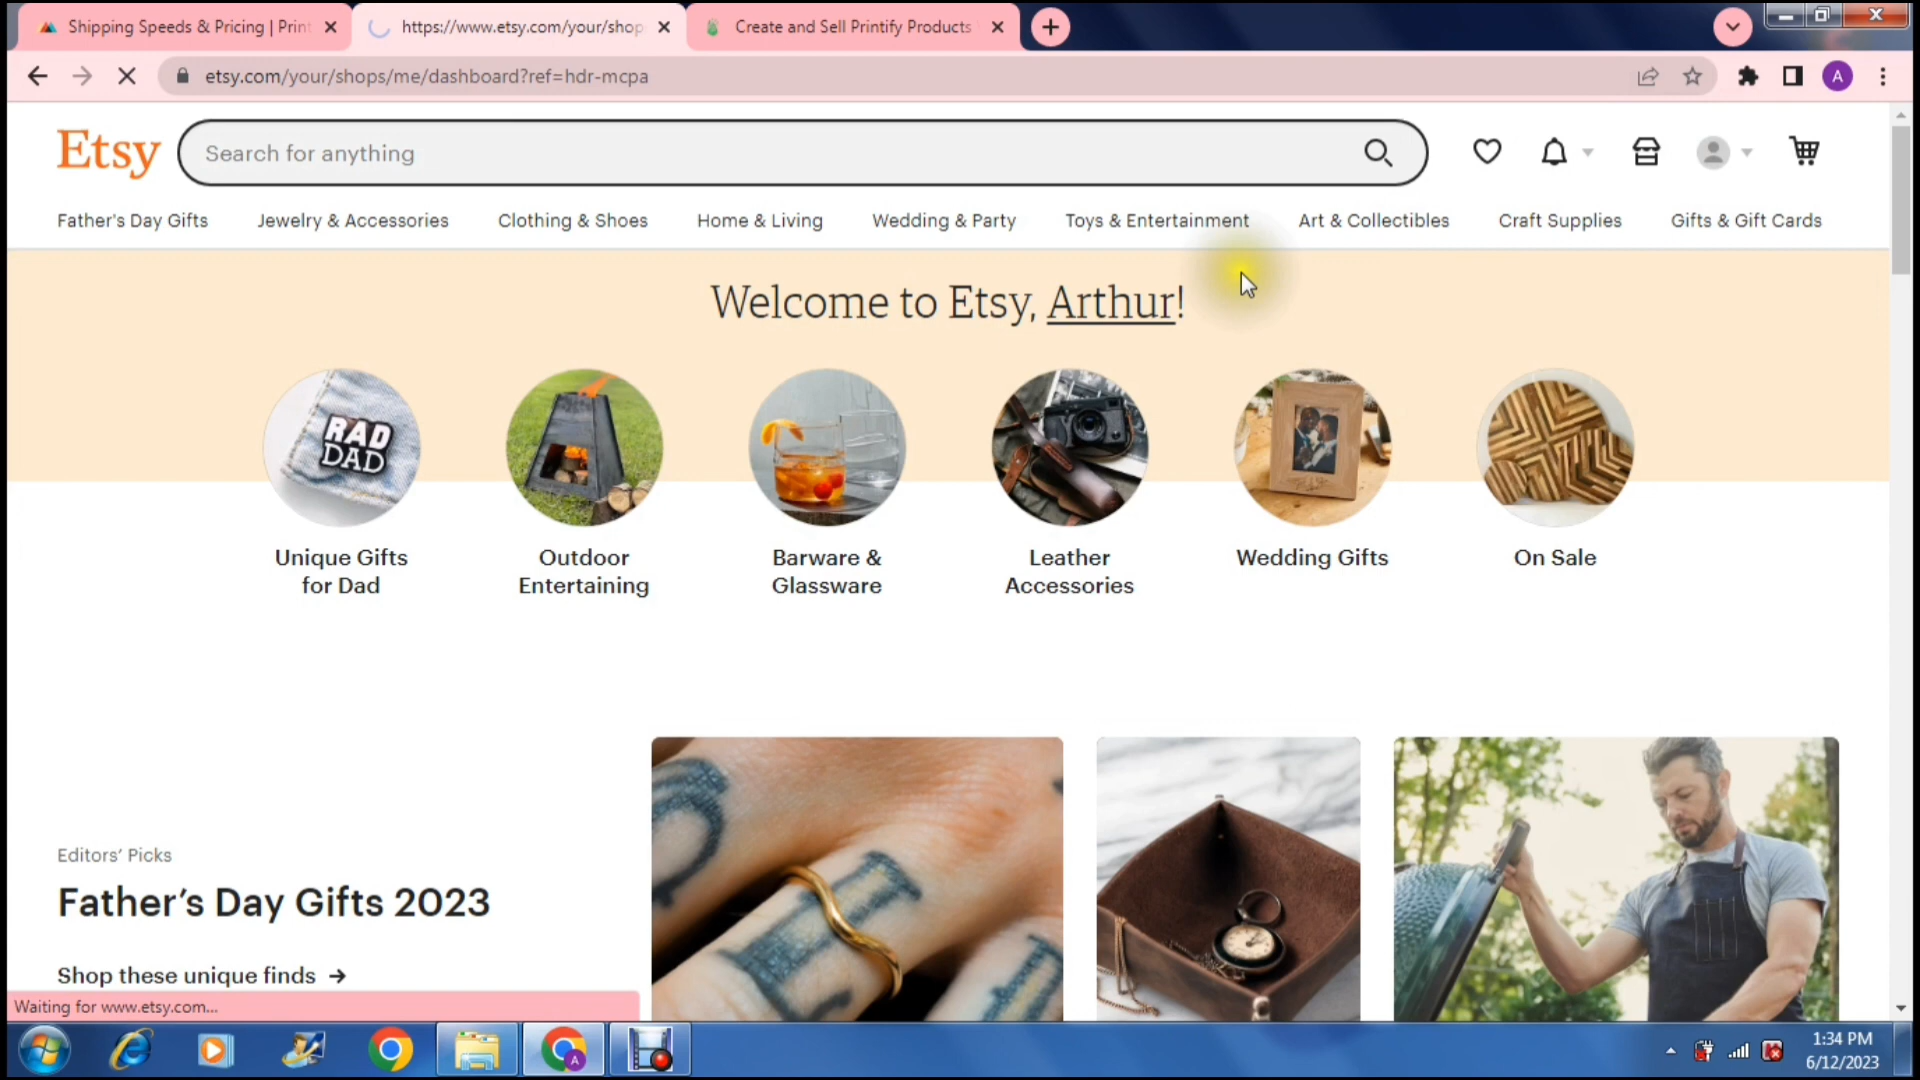 Shipping Speeds & Pricing | Print
https://www.etsy.com/your/shop
Create and Sell Printify Products
etsy.com/your/shops/me/dashboard?ref=hdr-mcpa
A
Etsy
Search for anything
Father's Day Gifts
Jewelry & Accessories
Clothing & Shoes
Home & Living
Wedding & Party
Toys & Entertainment
Art & Collectibles
Craft Supplies
Gifts & Gift Cards
Welcome to Etsy, Arthur!
RAD
DAD
Unique Gifts
for Dad
Outdoor
Entertaining
Barware &
Glassware
Leather
Accessories
Wedding Gifts
On Sale
Editors’ Picks
Father’s Day Gifts 2023
Shop these unique finds →
Waiting for www.etsy.com...
A
1:34 PM
6/12/2023